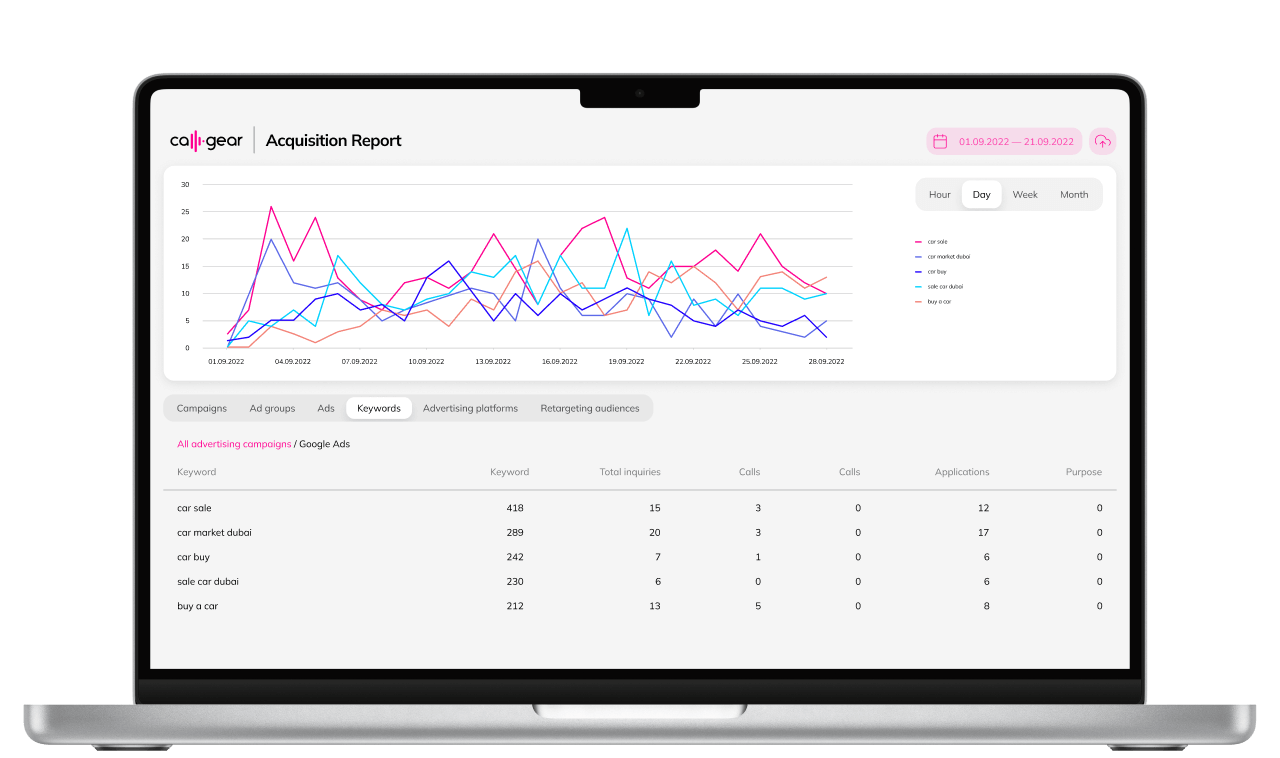 callgear Acquisition Report
01.09.2022 — 21.09.2022
30
25
20
15
10
5
0
01.09.2022 04.09.2022 07.09.2022 10.09.2022 13.09.2022 16.09.2022 19.09.2022 22.09.2022 25.09.2022 28.09.2022
Hour Day Week Month
car sale
car market dubai
car buy
sale car dubai
buy a car
Campaigns Ad groups Ads Keywords Advertising platforms Retargeting audiences
All advertising campaigns / Google Ads
Keyword Keyword Total inquiries Calls Calls Applications Purpose
car sale 418 15 3 0 12 0
car market dubai 289 20 3 0 17 0
car buy 242 7 1 0 6 0
sale car dubai 230 6 0 0 6 0
buy a car 212 13 5 0 8 0